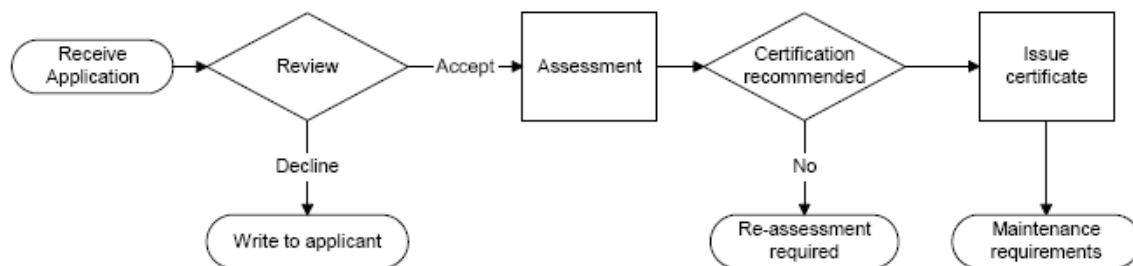 Receive
Application
Review
Accept
Assessment
Certification
recommended
Issue
certificate
Decline
No
Write to applicant
Re-assessment
required
Maintenance
requirements